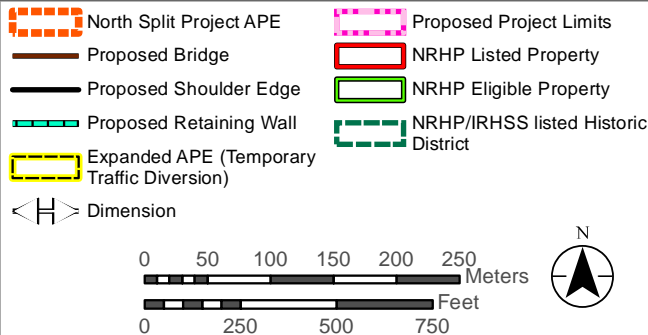 North Split Project APE
Proposed Bridge
Proposed Shoulder Edge
Proposed Retaining Wall
Expanded APE (Temporary
Traffic Diversion)
Dimension
Proposed Project Limits
NRHP Listed Property
NRHP Eligible Property
NRHP/IRHSS listed Historic
District
0 50 100 150 200 250
Meters
Feet
0 250 500 750
N